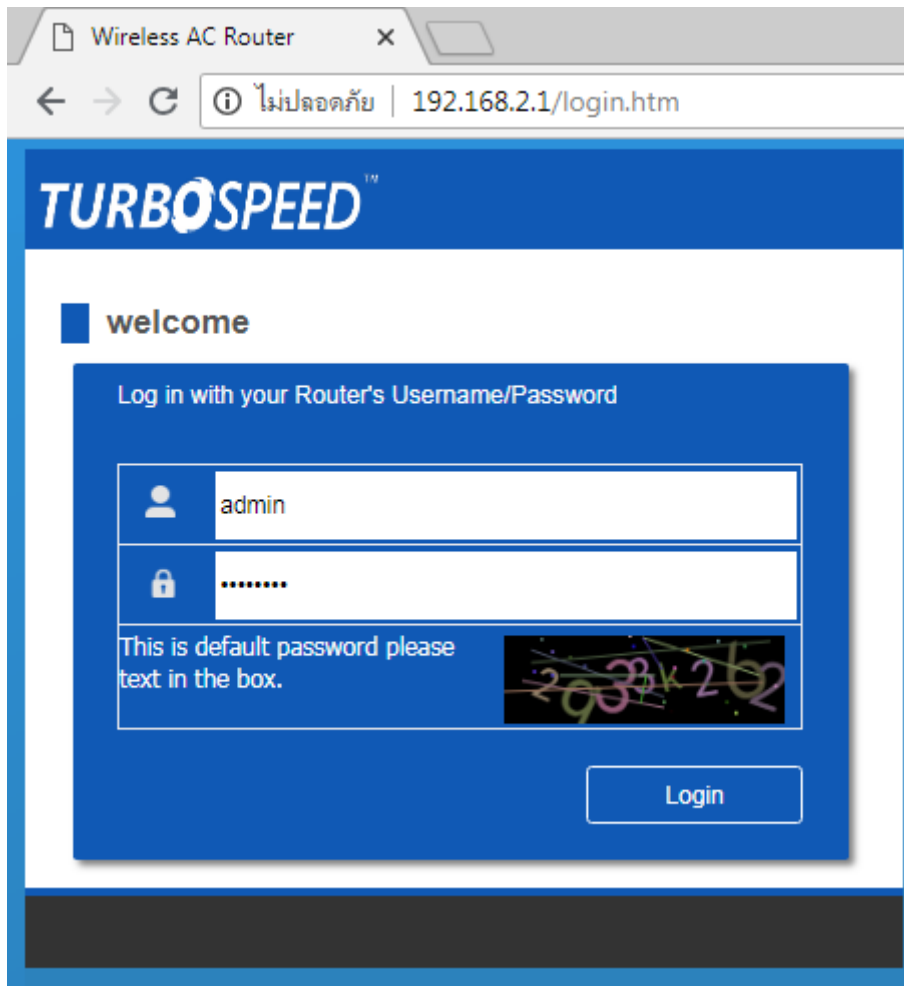 Wireless AC Router
ไม่ปลอดภัย | 192.168.2.1/login.htm
TURBOSPEED™
welcome
Log in with your Router's Username/Password
admin
••••••••
This is default password please
text in the box.
Login